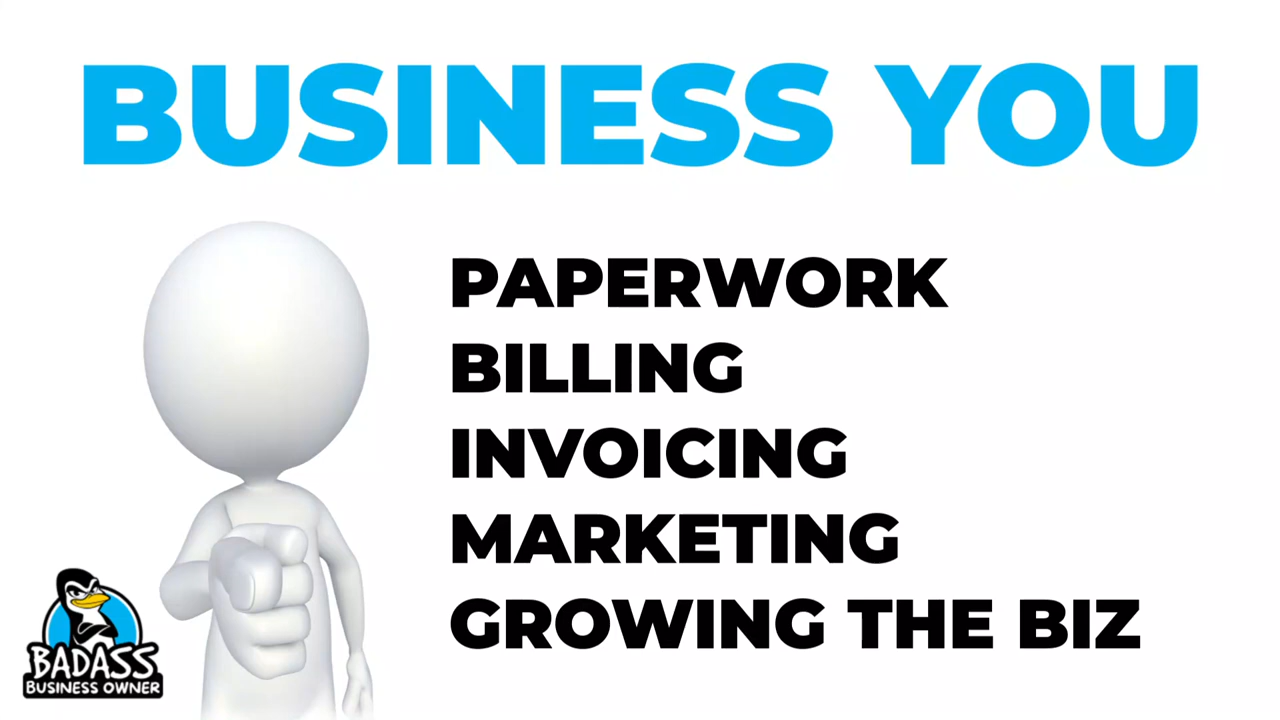 BUSINESS YOU
PAPERWORK
BILLING
INVOICING
MARKETING
GROWING THE BIZ
BADASS
BUSINESS OWNER